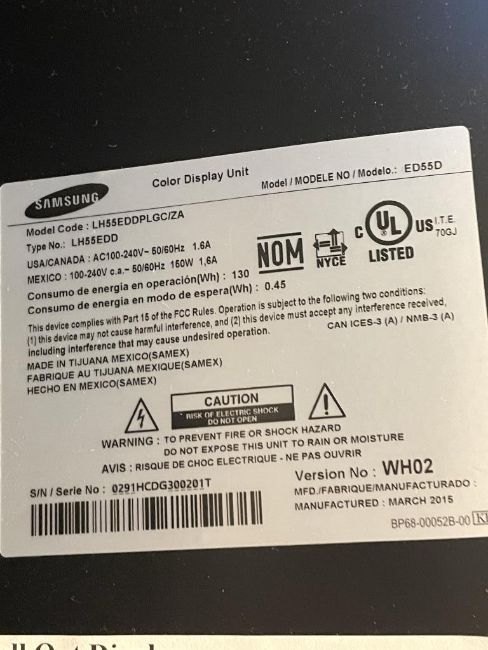 SAMSUNG
Color Display Unit
Model / MODELE NO / Modelo.: ED55D
Model Code : LH55EDDPLGC/ZA
Type No.: LH55EDD
USA/CANADA : AC100-240V~ 50/60Hz 1.6A
MEXICO : 100-240V c.a.~ 50/60Hz 150W 1,6A
Consumo de energia en operación(Wh) : 130
Consumo de energia en modo de espera(Wh) : 0.45
NOM
NYCE
C UL US
LISTED
I.T.E.
70GJ
This device complies with Part 15 of the FCC Rules. Operation is subject to the following two conditions:
(1) this device may not cause harmful interference, and (2) this device must accept any interference received,
including interference that may cause undesired operation.
CAN ICES-3 (A) / NMB-3 (A)
MADE IN TIJUANA MEXICO(SAMEX)
FABRIQUE AU TIJUANA MEXIQUE(SAMEX)
HECHO EN MEXICO(SAMEX)
CAUTION
RISK OF ELECTRIC SHOCK
DO NOT OPEN
WARNING : TO PREVENT FIRE OR SHOCK HAZARD
DO NOT EXPOSE THIS UNIT TO RAIN OR MOISTURE
AVIS : RISQUE DE CHOC ELECTRIQUE - NE PAS OUVRIR
S/N / Serie No : 0291HCDG300201T
Version No : WH02
MFD./FABRIQUE/MANUFACTURADO :
MANUFACTURED : MARCH 2015
BP68-00052B-00